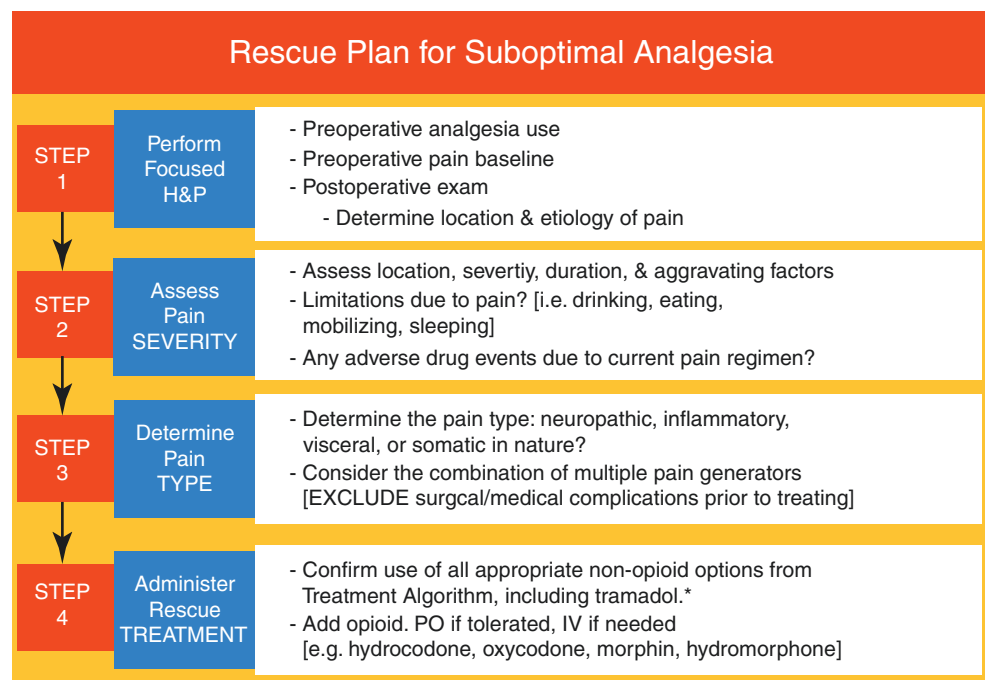 Rescue Plan for Suboptimal Analgesia
STEP
1
Perform
Focused
H&P
- Preoperative analgesia use
- Preoperative pain baseline
- Postoperative exam
- Determine location & etiology of pain
STEP
2
Assess
Pain
SEVERITY
- Assess location, severtiy, duration, & aggravating factors
- Limitations due to pain? [i.e. drinking, eating,
mobilizing, sleeping]
- Any adverse drug events due to current pain regimen?
STEP
3
Determine
Pain
TYPE
- Determine the pain type: neuropathic, inflammatory,
visceral, or somatic in nature?
- Consider the combination of multiple pain generators
[EXCLUDE surgcal/medical complications prior to treating]
STEP
4
Administer
Rescue
TREATMENT
- Confirm use of all appropriate non-opioid options from
Treatment Algorithm, including tramadol.*
- Add opioid. PO if tolerated, IV if needed
[e.g. hydrocodone, oxycodone, morphin, hydromorphone]